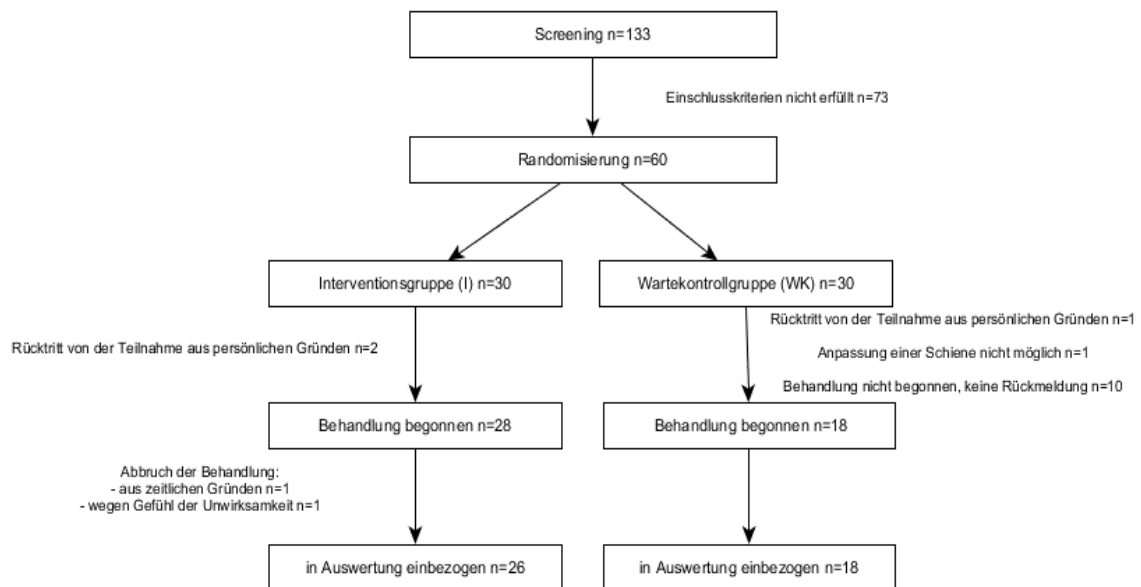 Screening n=133
Einschlusskriterien nicht erfüllt n=73
Randomisierung n=60
Interventionsgruppe (I) n=30
Wartekontrollgruppe (WK) n=30
Rücktritt von der Teilnahme aus persönlichen Gründen n=2
Rücktritt von der Teilnahme aus persönlichen Gründen n=1
Anpassung einer Schiene nicht möglich n=1
Behandlung nicht begonnen, keine Rückmeldung n=10
Behandlung begonnen n=28
Behandlung begonnen n=18
Abbruch der Behandlung:
- aus zeitlichen Gründen n=1
- wegen Gefühl der Unwirksamkeit n=1
in Auswertung einbezogen n=26
in Auswertung einbezogen n=18